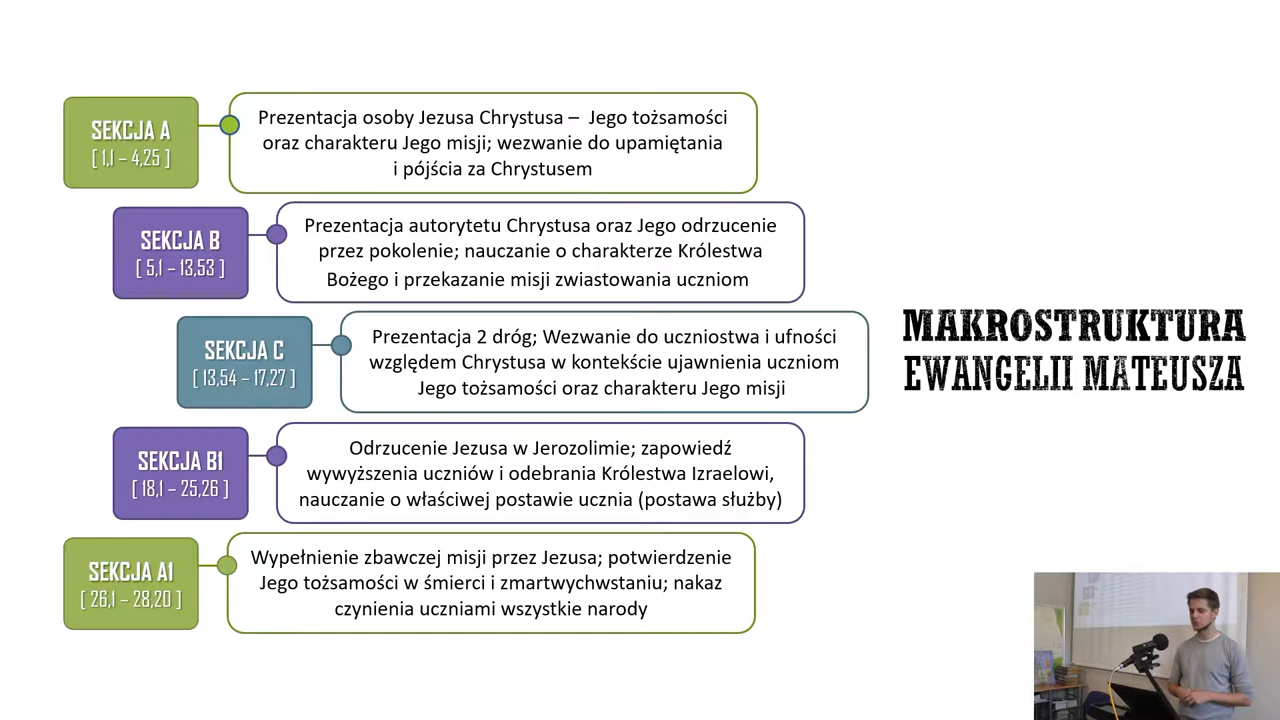 SEKCJA A
[ 1,1 – 4,25 ]
Prezentacja osoby Jezusa Chrystusa – Jego tożsamości
oraz charakteru Jego misji; wezwanie do upamiętania
i pójścia za Chrystusem
SEKCJA B
[ 5,1 – 13,53 ]
Prezentacja autorytetu Chrystusa oraz Jego odrzucenie
przez pokolenie; nauczanie o charakterze Królestwa
Bożego i przekazanie misji zwiastowania uczniom
SEKCJA C
[ 13,54 – 17,27 ]
Prezentacja 2 dróg; Wezwanie do uczniostwa i ufności
względem Chrystusa w kontekście ujawnienia uczniom
Jego tożsamości oraz charakteru Jego misji
SEKCJA B1
[ 18,1 – 25,26 ]
Odrzucenie Jezusa w Jerozolimie; zapowiedź
wywyższenia uczniów i odebrania Królestwa Izraelowi,
nauczanie o właściwej postawie ucznia (postawa służby)
SEKCJA A1
[ 26,1 – 28,20 ]
Wypełnienie zbawczej misji przez Jezusa; potwierdzenie
Jego tożsamości w śmierci i zmartwychwstaniu; nakaz
czynienia uczniami wszystkie narody
MAKROSTRUKTURA
EWANGELII MATEUSZA